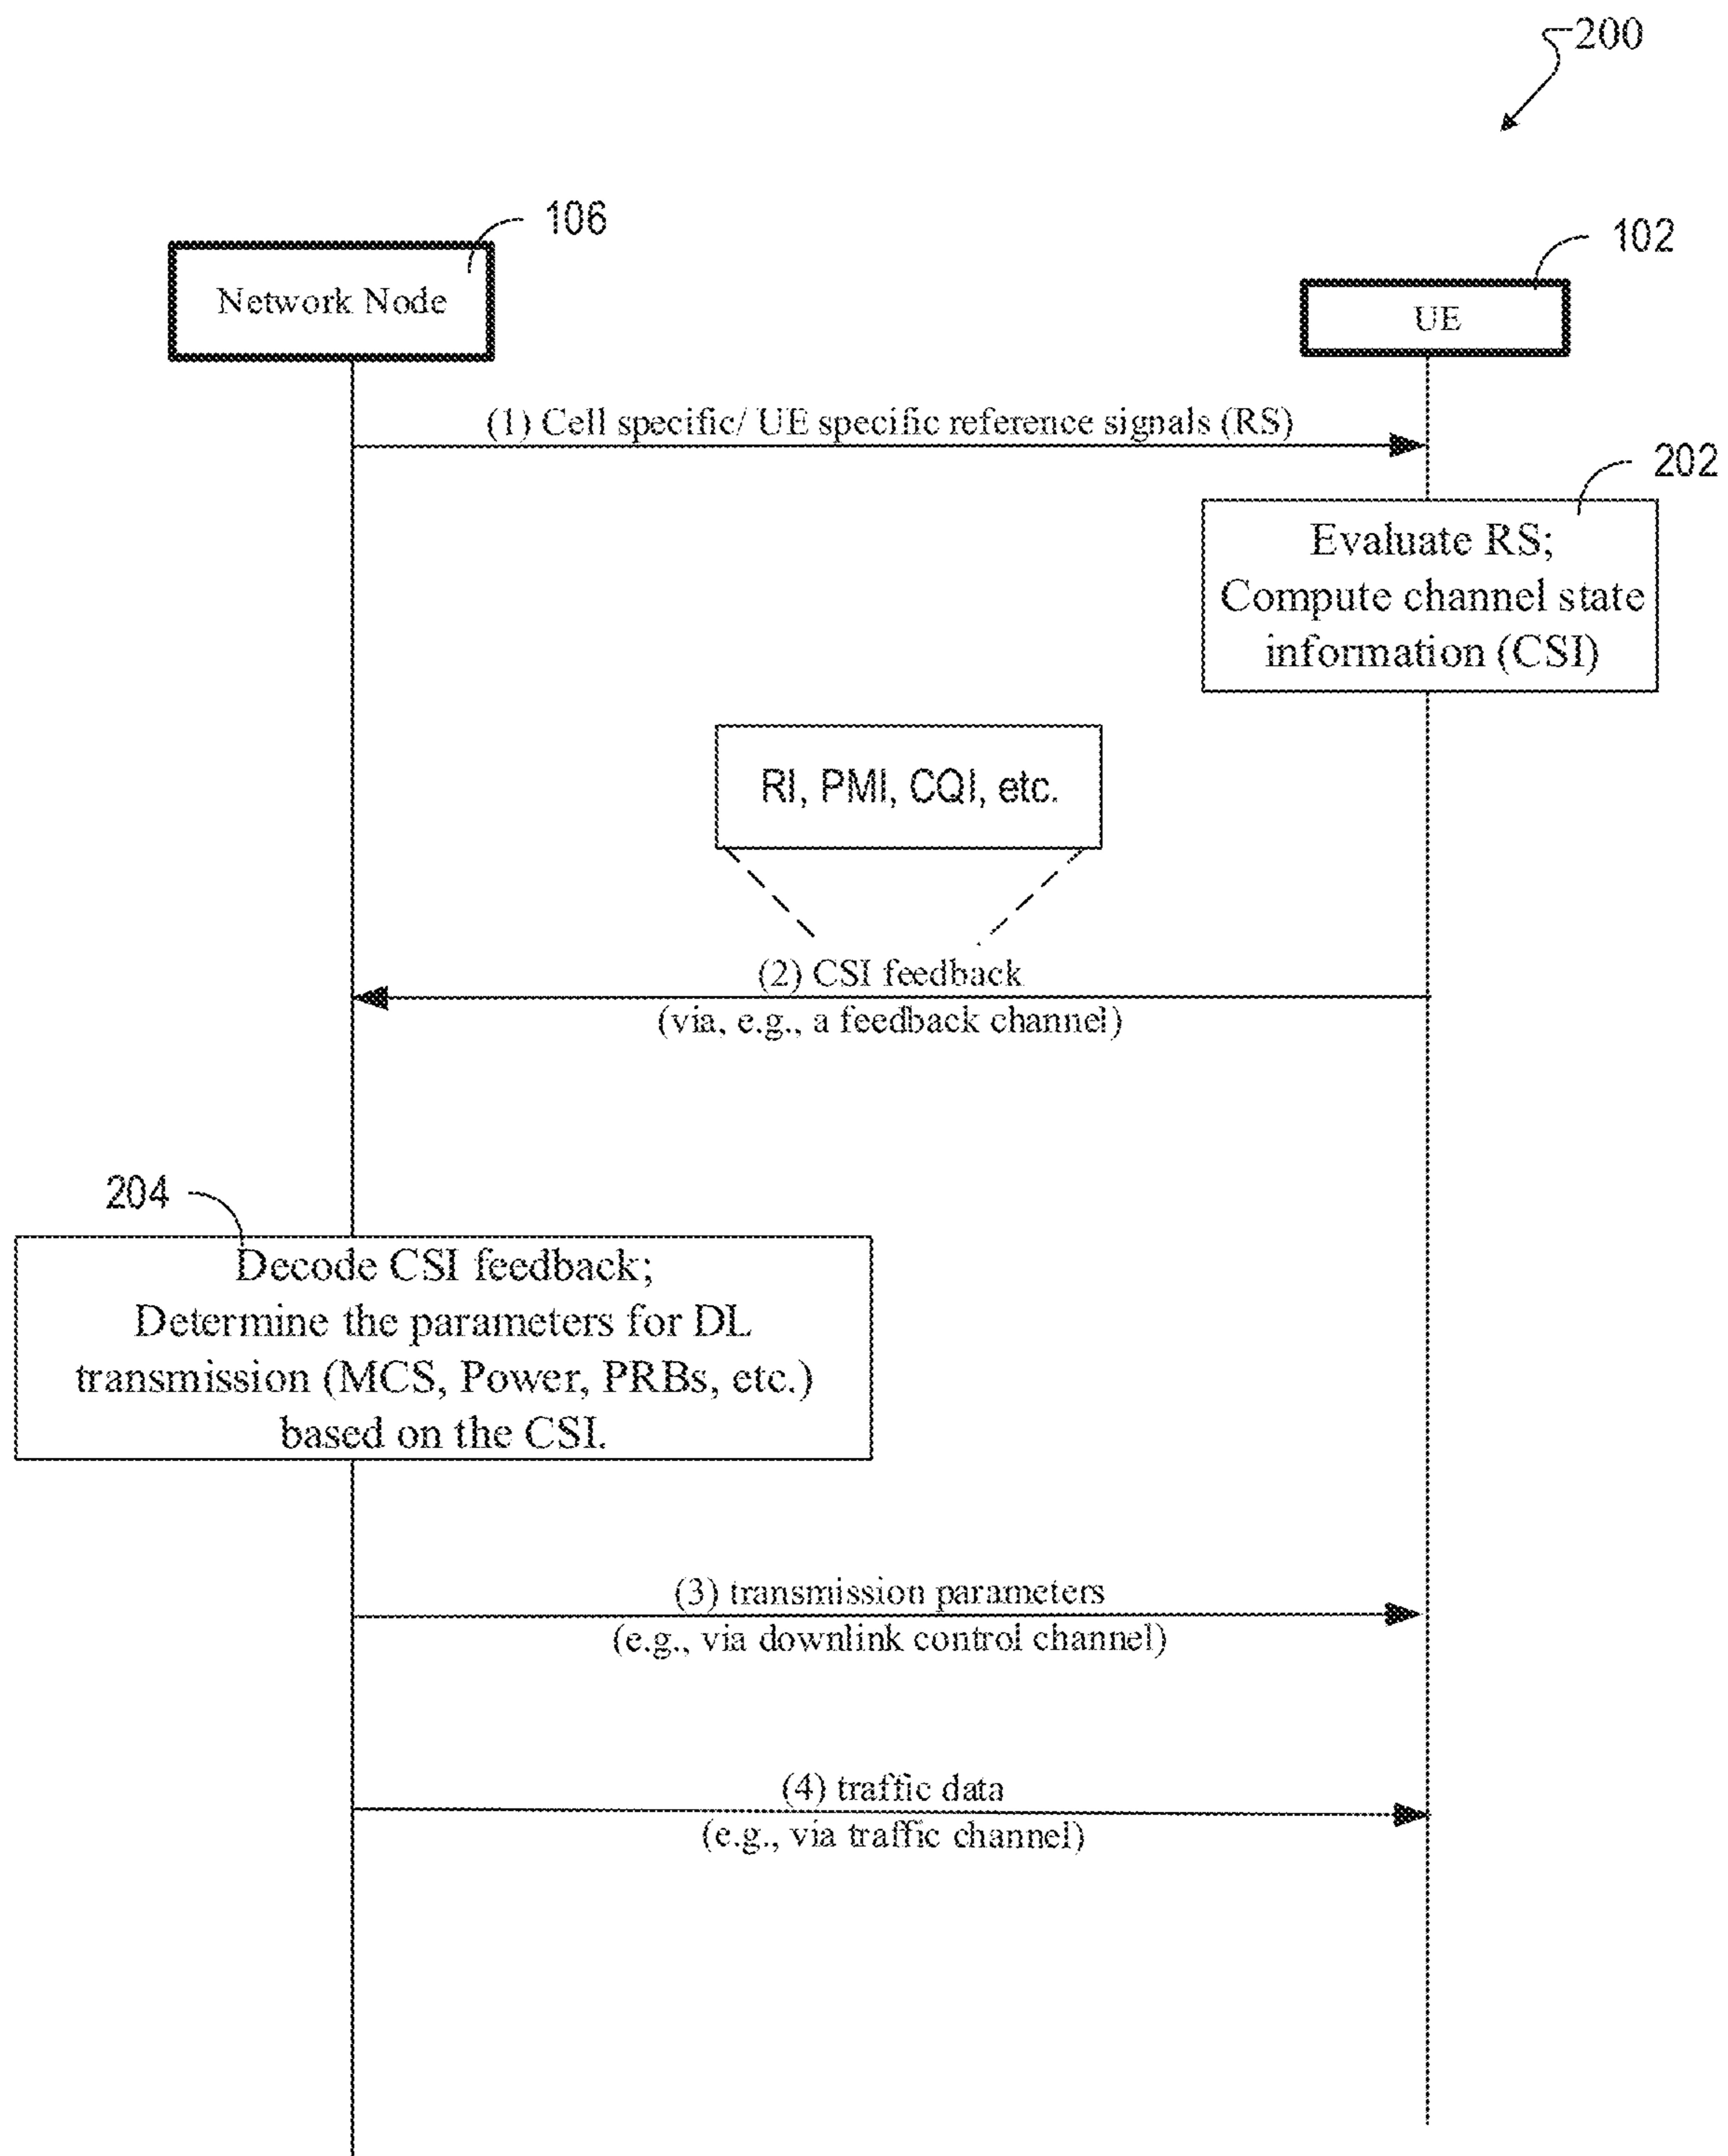 200
106
Network Node
102
UE
(1) Cell specific/ UE specific reference signals (RS)
202
Evaluate RS;
Compute channel state
information (CSI)
RI, PMI, CQI, etc.
(2) CSI feedback
(via, e.g., a feedback channel)
204
Decode CSI feedback;
Determine the parameters for DL
transmission (MCS, Power, PRBs, etc.)
based on the CSI.
(3) transmission parameters
(e.g., via downlink control channel)
(4) traffic data
(e.g., via traffic channel)